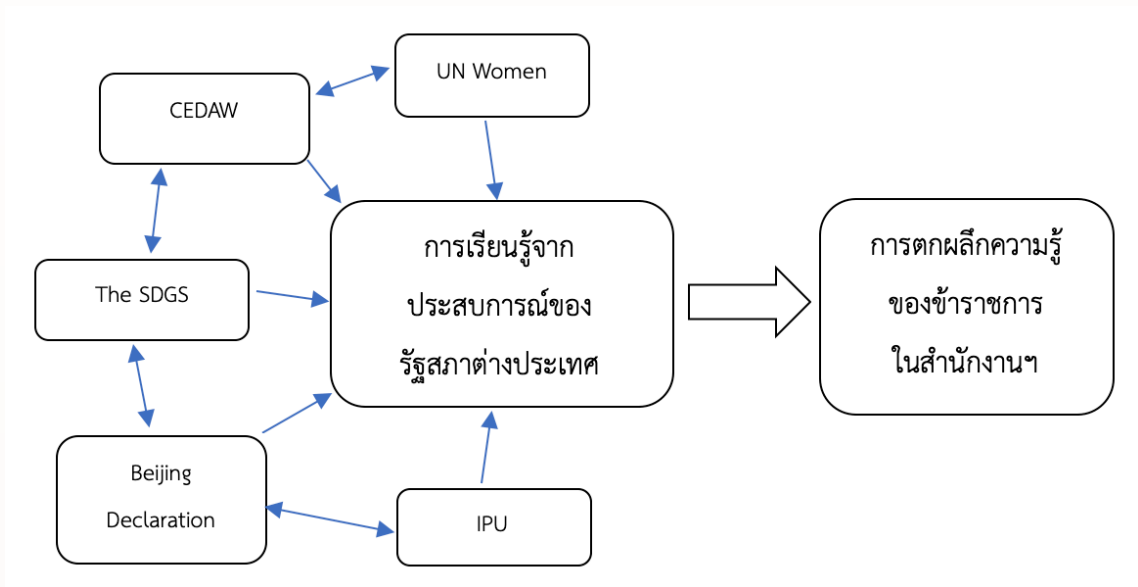 UN Women
CEDAW
การเรียนรู้จาก
ประสบการณ์ของ
รัฐสภาต่างประเทศ
การตกผลึกความรู้
ของข้าราชการ
ในสำนักงานฯ
The SDGS
Beijing
Declaration
IPU